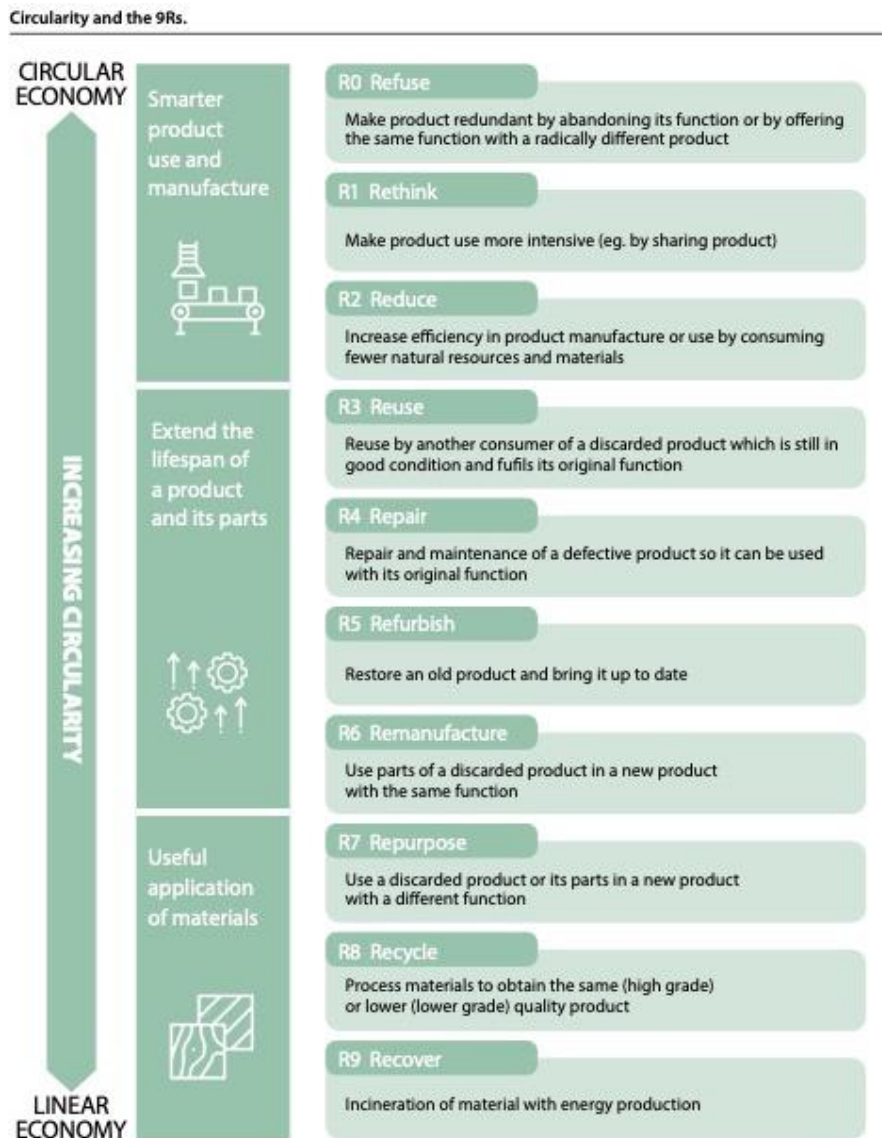 Circularity and the 9Rs.
CIRCULAR
ECONOMY
INCREASING CIRCULARITY
LINEAR
ECONOMY
Smarter
product
use and
manufacture
R0 Refuse
Make product redundant by abandoning its function or by offering
the same function with a radically different product
R1 Rethink
Make product use more intensive (eg. by sharing product)
R2 Reduce
Increase efficiency in product manufacture or use by consuming
fewer natural resources and materials
Extend the
lifespan of
a product
and its parts
R3 Reuse
Reuse by another consumer of a discarded product which is still in
good condition and fufils its original function
R4 Repair
Repair and maintenance of a defective product so it can be used
with its original function
R5 Refurbish
Restore an old product and bring it up to date
R6 Remanufacture
Use parts of a discarded product in a new product
with the same function
Useful
application
of materials
R7 Repurpose
Use a discarded product or its parts in a new product
with a different function
R8 Recycle
Process materials to obtain the same (high grade)
or lower (lower grade) quality product
R9 Recover
Incineration of material with energy production